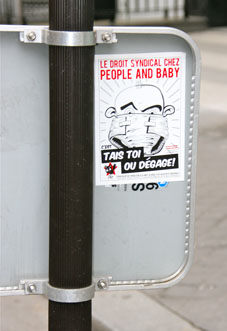 LE DROIT SYNDICAL CHEZ
PEOPLE AND BABY
C'EST
TAIS TOI
OU DÉGAGE!